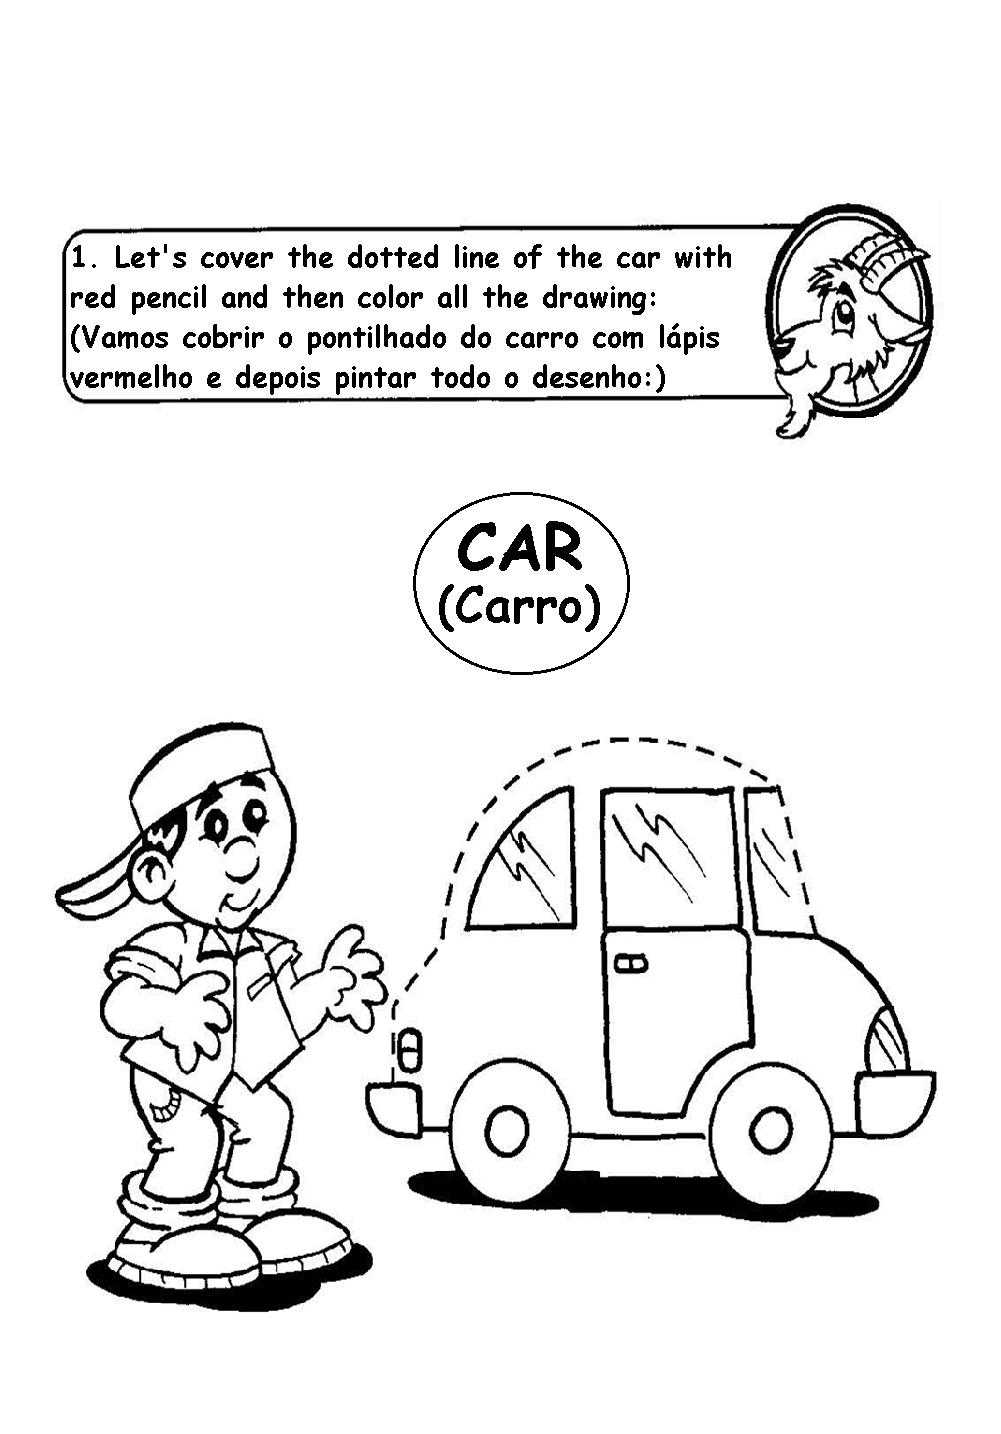 1. Let's cover the dotted line of the car with
red pencil and then color all the drawing:
(Vamos cobrir o pontilhado do carro com lápis
vermelho e depois pintar todo o desenho:)
CAR
(Carro)